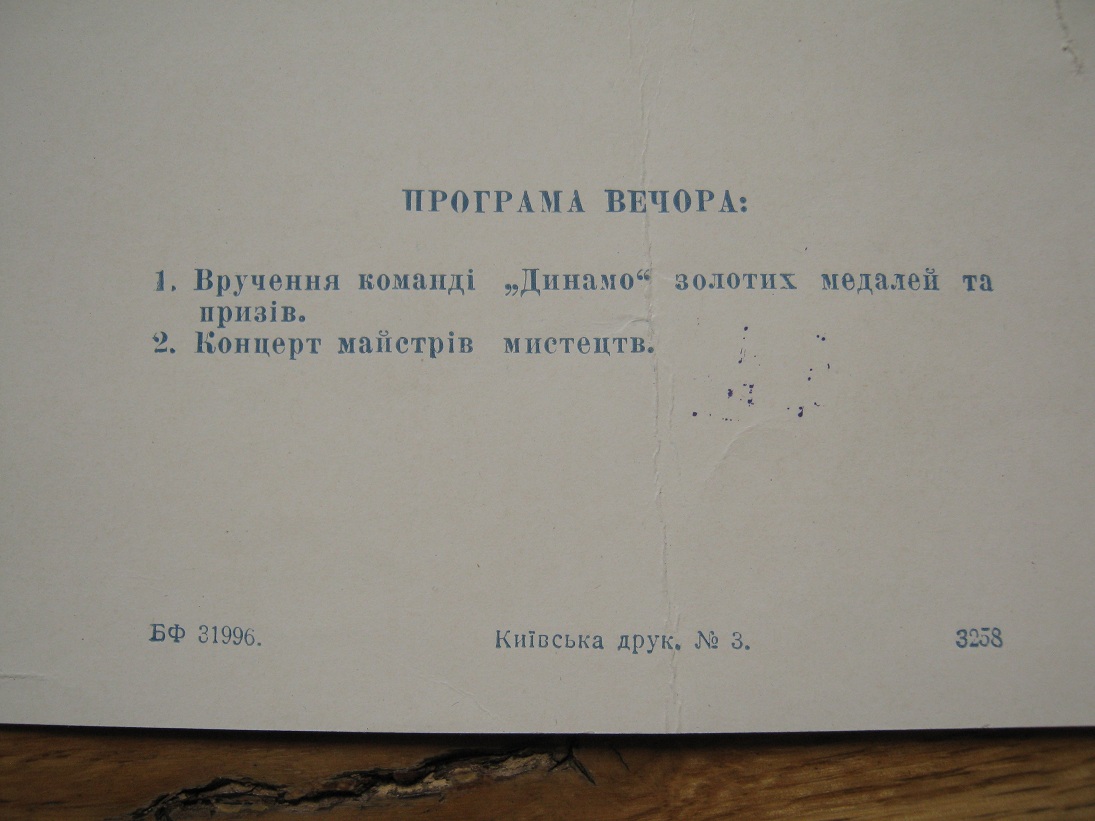 ПРОГРАМА ВЕЧОРА:
1. Вручення команді „Динамо“ золотих медалей та
призів.
2. Концерт майстрів мистецтв.
БФ 31996.
Київська друк. № 3.
3258